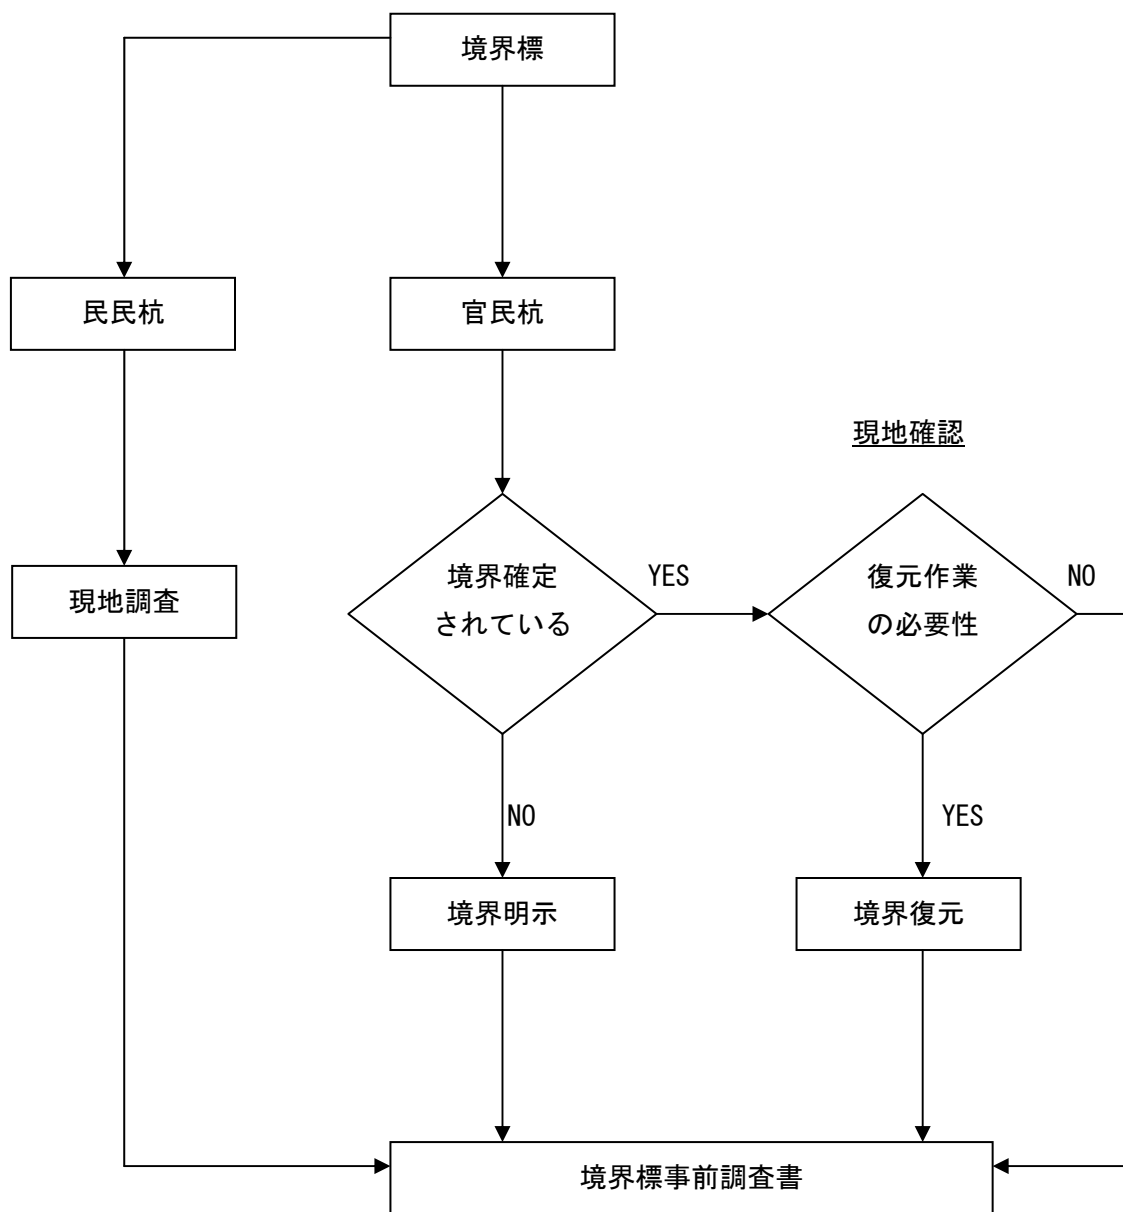 境界標
民民杭
官民杭
現地確認
境界確定
されている
YES
復元作業
の必要性
NO
現地調査
NO
YES
境界明示
境界復元
境界標事前調査書